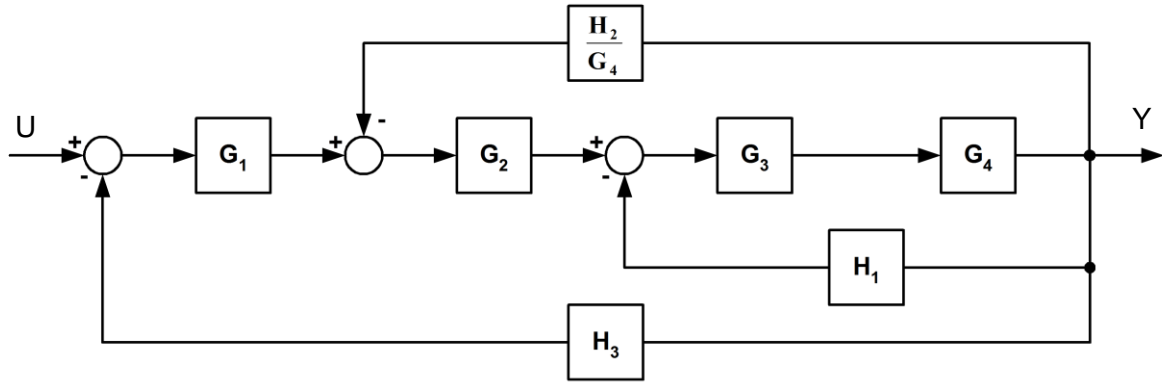 H₂
G₄
U
+
-
G₁
+
-
G₂
+
-
G₃
G₄
Y
H₁
H₃